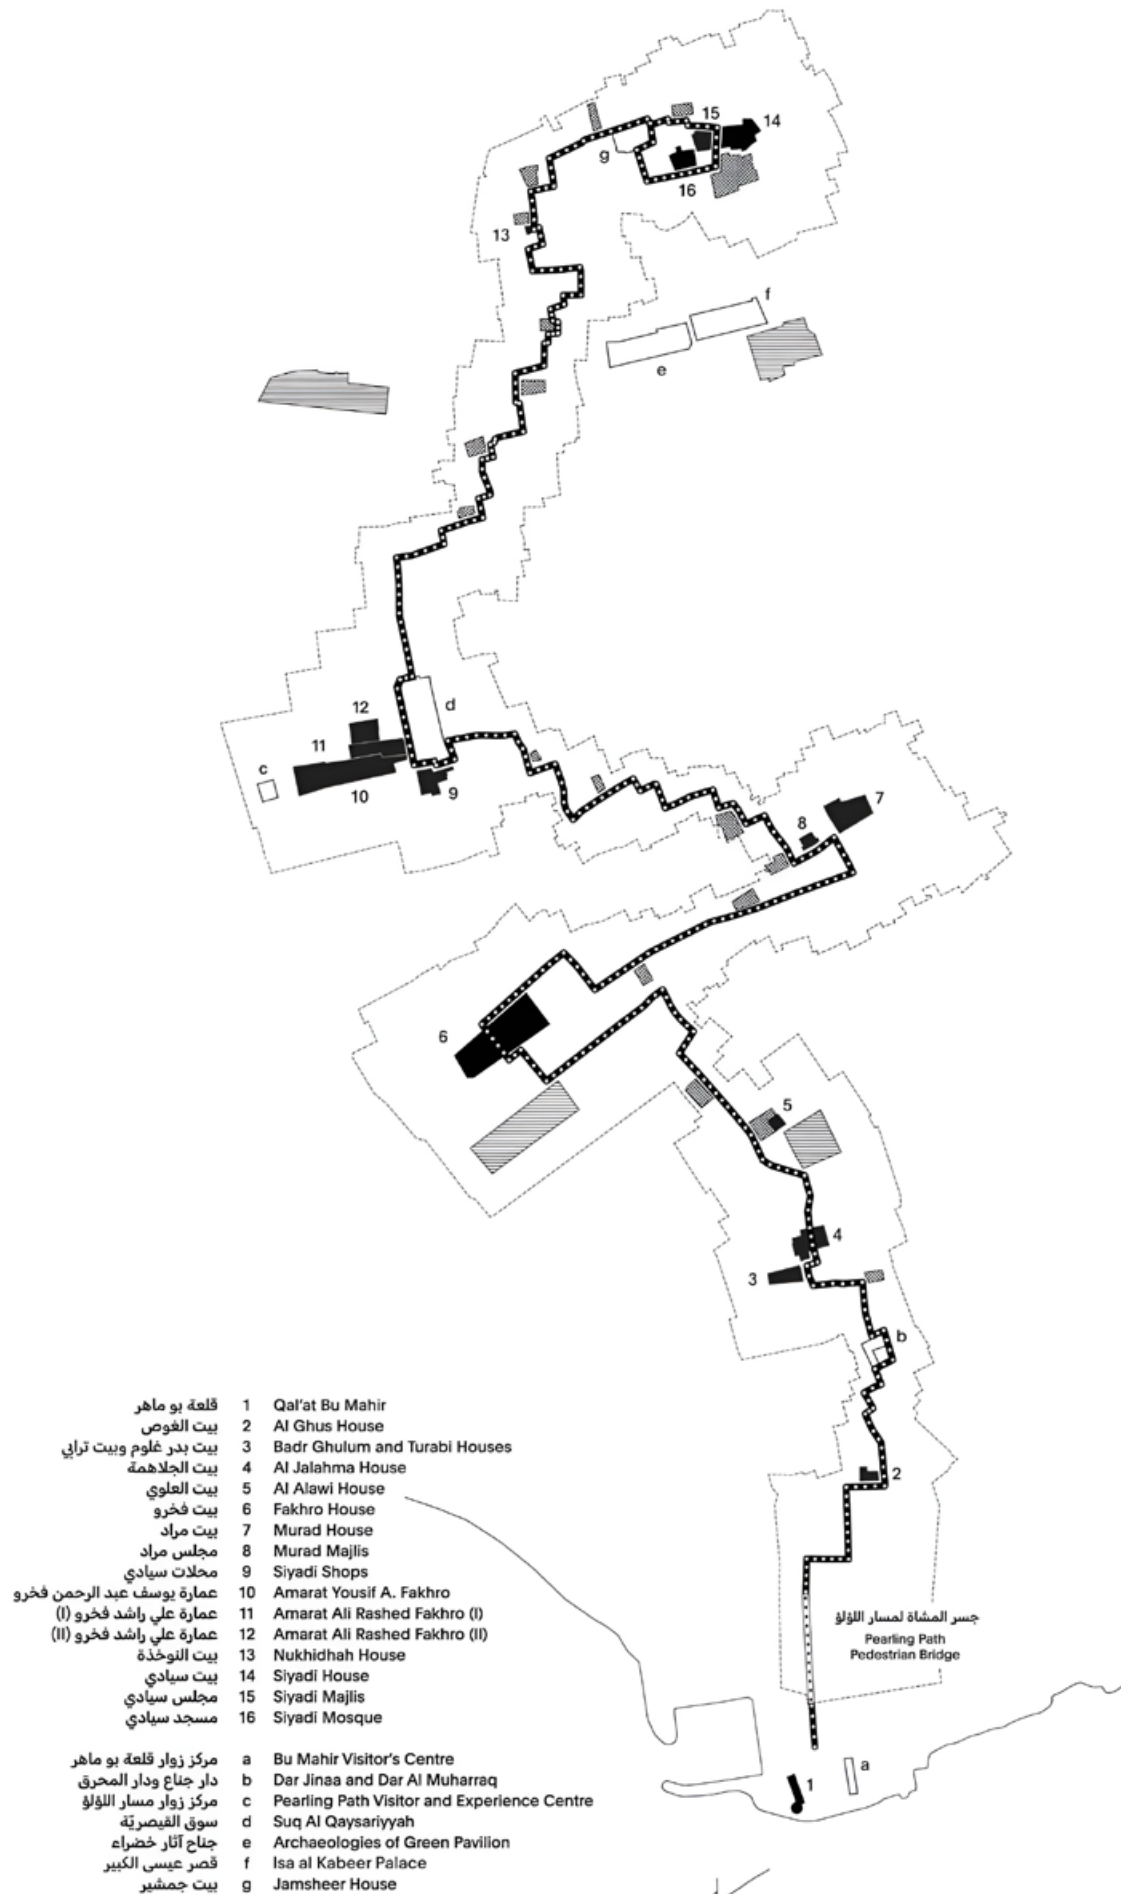 15
14
g
16
13
f
e
12
d
11
c
10
9
7
8
6
5
4
3
b
2
جسر المشاة لمسار اللؤلؤ
Pearling Path
Pedestrian Bridge
a
1
قلعة بو ماهر 1 Qal'at Bu Mahir
بيت الغوص 2 Al Ghus House
بيت بدر غلوم وبيت ترابي 3 Badr Ghulum and Turabi Houses
بيت الجلاهمة 4 Al Jalahma House
بيت العلوي 5 Al Alawi House
بيت فخرو 6 Fakhro House
بيت مراد 7 Murad House
مجلس مراد 8 Murad Majlis
محلات سيادي 9 Siyadi Shops
عمارة يوسف عبد الرحمن فخرو 10 Amarat Yousif A. Fakhro
عمارة علي راشد فخرو (I) 11 Amarat Ali Rashed Fakhro (I)
عمارة علي راشد فخرو (II) 12 Amarat Ali Rashed Fakhro (II)
بيت النوخذة 13 Nukhidhah House
بيت سيادي 14 Siyadi House
مجلس سيادي 15 Siyadi Majlis
مسجد سيادي 16 Siyadi Mosque
مركز زوار قلعة بو ماهر a Bu Mahir Visitor's Centre
دار جناع ودار المحرق b Dar Jinaa and Dar Al Muharraq
مركز زوار مسار اللؤلؤ c Pearling Path Visitor and Experience Centre
سوق القيصريّة d Suq Al Qaysariyyah
جناح آثار خضراء e Archaeologies of Green Pavilion
قصر عيسى الكبير f Isa al Kabeer Palace
بيت جمشير g Jamsheer House